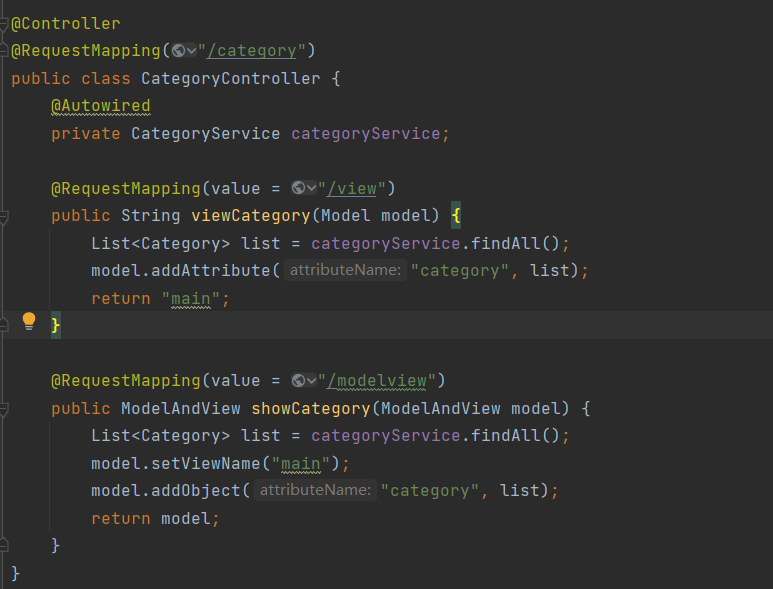 @Controller
@RequestMapping("/category")
public class CategoryController {
@Autowired
private CategoryService categoryService;
@RequestMapping(value = "/view")
public String viewCategory(Model model) {
List<Category> list = categoryService.findAll();
model.addAttribute( attributeName: "category", list);
return "main";
}
@RequestMapping(value = "/modelview")
public ModelAndView showCategory(ModelAndView model) {
List<Category> list = categoryService.findAll();
model.setViewName("main");
model.addObject( attributeName: "category", list);
return model;
}
}